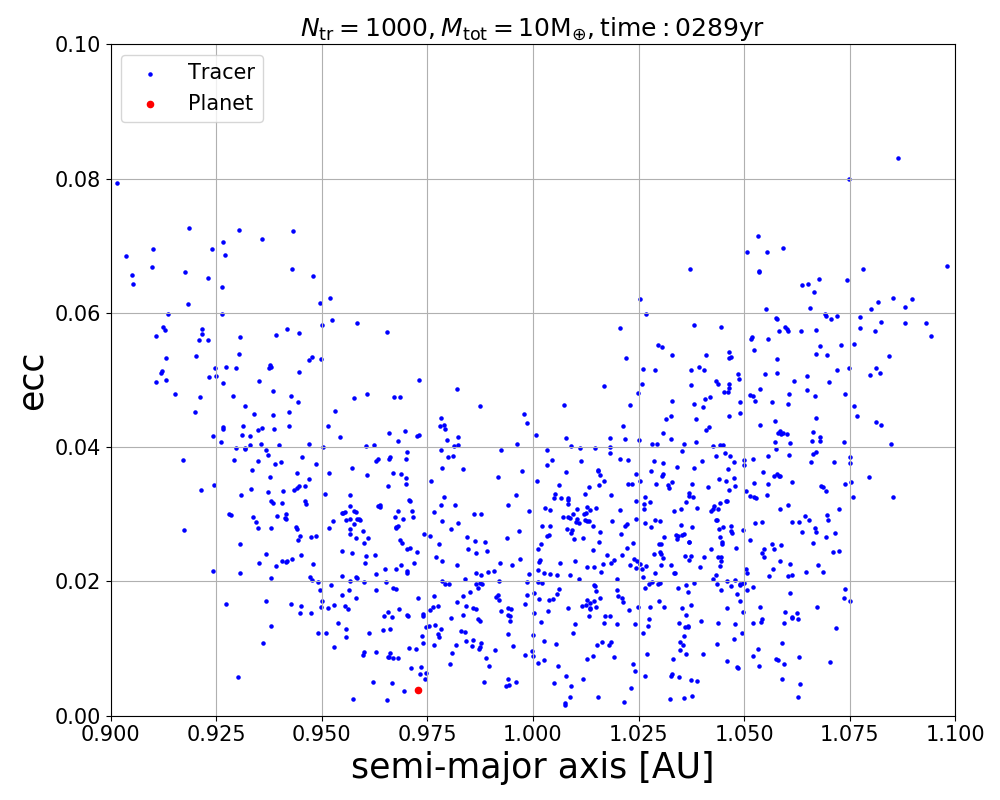 N_tr = 1000, M_tot = 10M_⊕, time : 0289yr
0.10
Tracer
Planet
0.08
0.06
0.04
0.02
0.00
ecc
0.900 0.925 0.950 0.975 1.000 1.025 1.050 1.075 1.100
semi-major axis [AU]